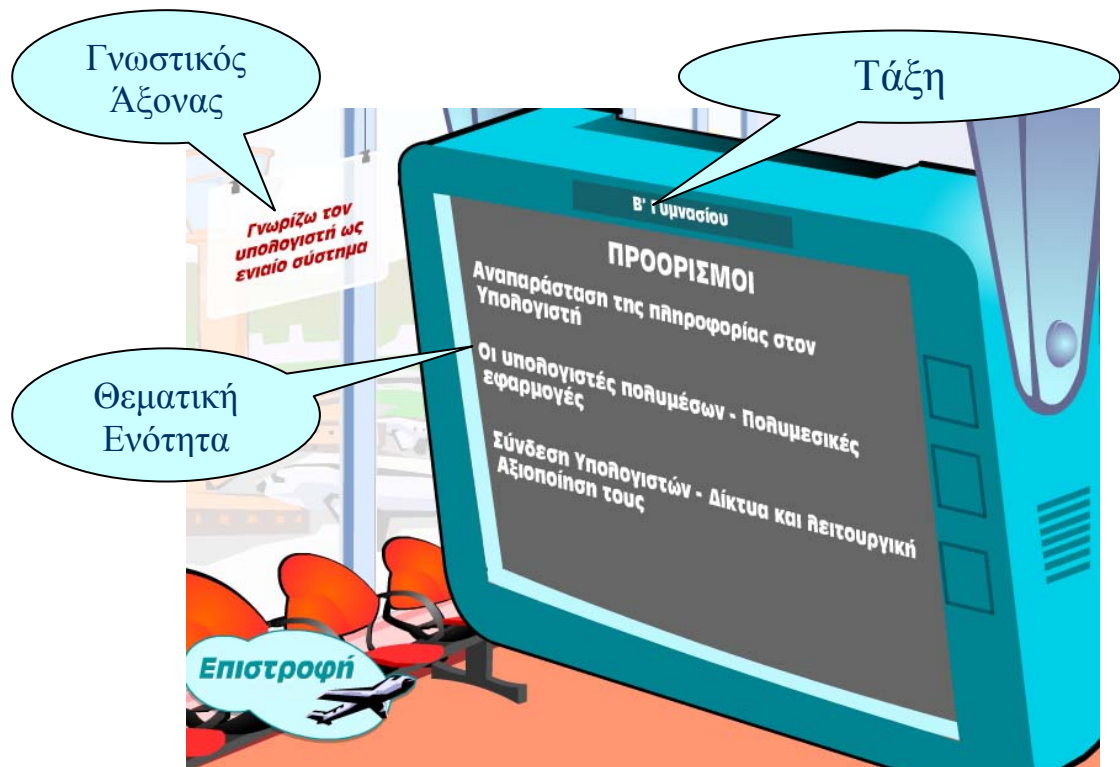 Γνωστικός
Άξονας
Τάξη
Γνωρίζω τον
υπολογιστή ως
ενιαίο σύστημα
Β' Γυμνασίου
ΠΡΟΟΡΙΣΜΟΙ
Αναπαράσταση της πληροφορίας στον
Υπολογιστή
Οι υπολογιστές πολυμέσων - Πολυμεσικές
εφαρμογές
Σύνδεση Υπολογιστών - Δίκτυα και λειτουργική
Αξιοποίηση τους
Θεματική
Ενότητα
Επιστροφή